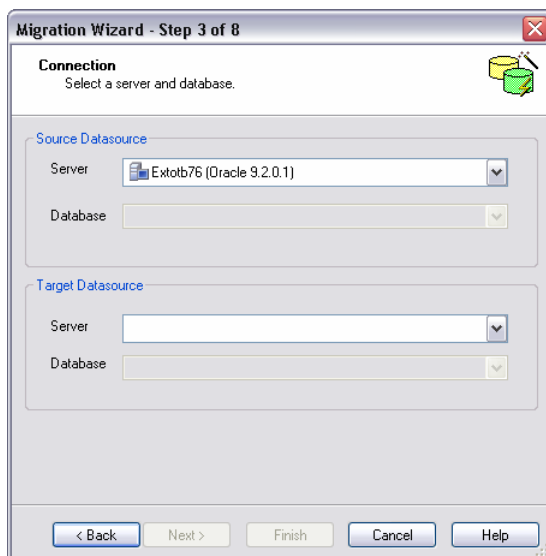 Migration Wizard - Step 3 of 8
Connection
Select a server and database.
Source Datasource
Server
Extotb76 (Oracle 9.2.0.1)
Database
Target Datasource
Server
Database
< Back
Next >
Finish
Cancel
Help